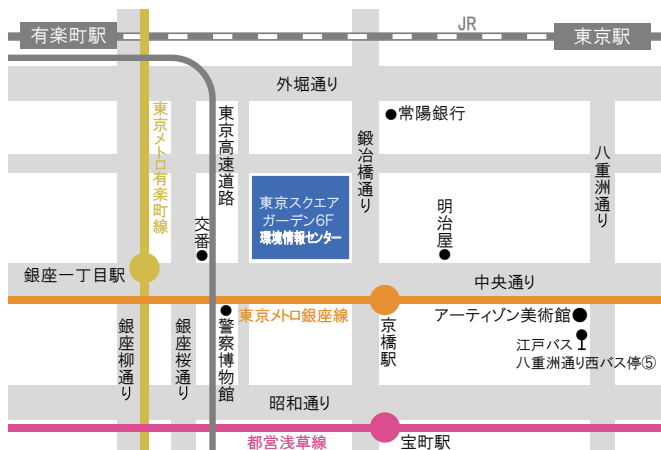 有楽町駅
JR
東京駅
外堀通り
東京メトロ有楽町線
東京高速道路
●常陽銀行
鍛冶橋通り
八重洲通り
東京スクエア
ガーデン6F
環境情報センター
交番
明治屋
銀座一丁目駅
中央通り
東京メトロ銀座線
アーティゾン美術館
江戸バス
八重洲通り西バス停⑤
銀座柳通り
銀座桜通り
警察博物館
京橋駅
昭和通り
都営浅草線
宝町駅